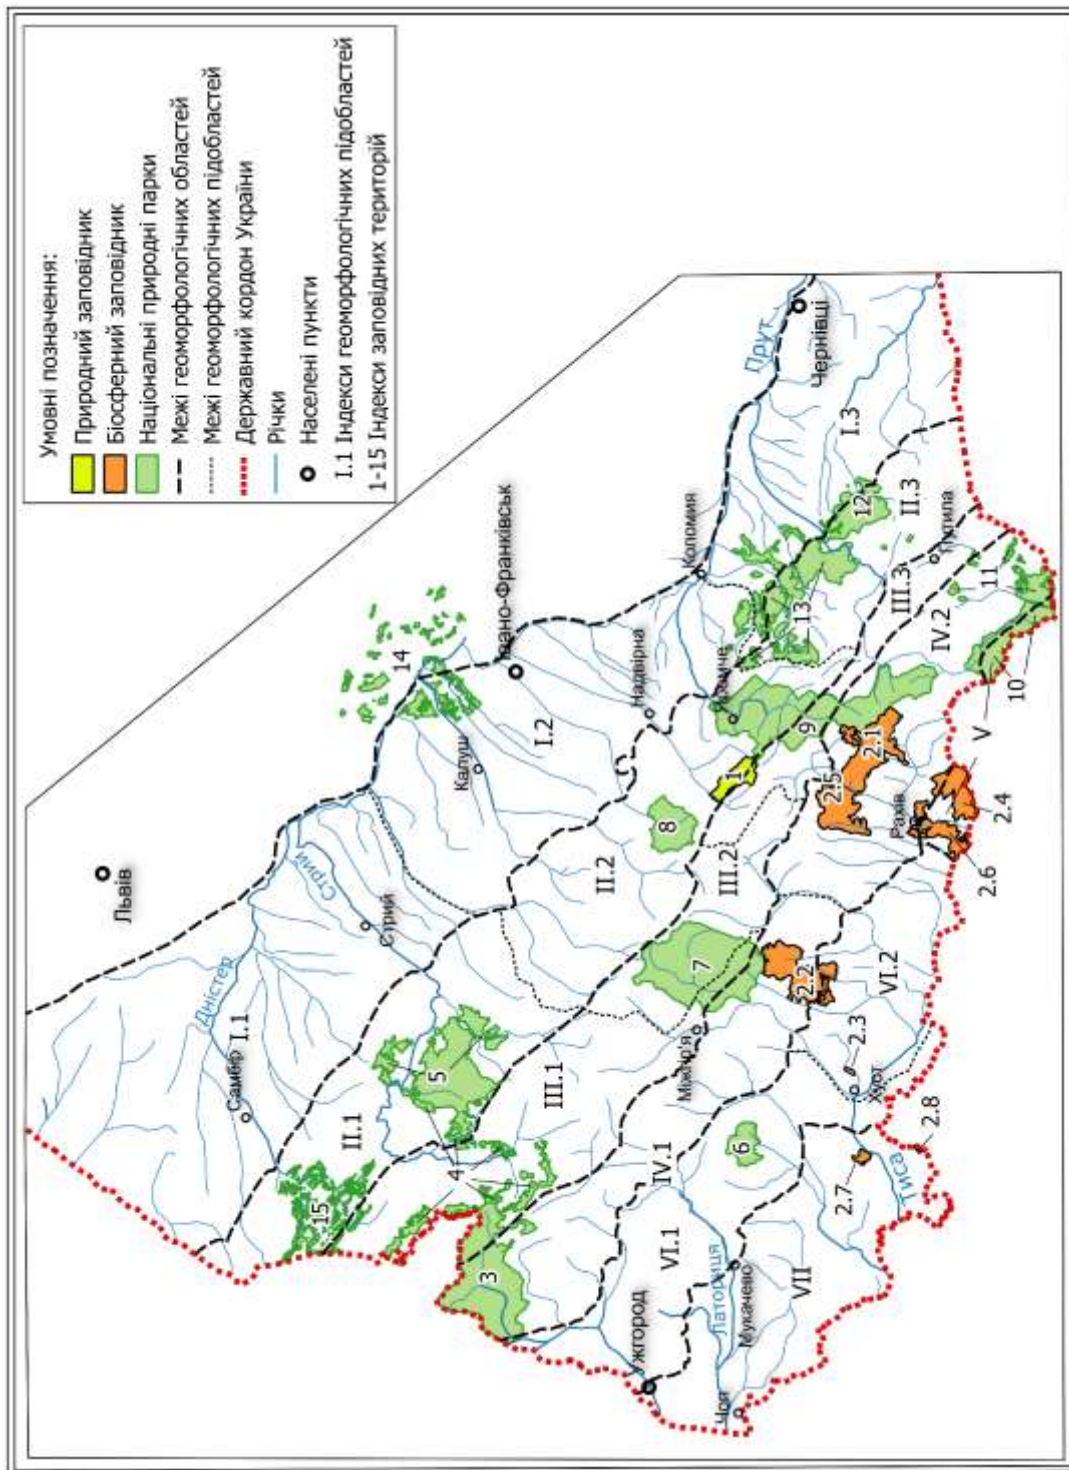 Умовні позначення:
Природний заповідник
Біосферний заповідник
Національні природні парки
Межі геоморфологічних областей
Межі геоморфологічних підобластей
Державний кордон України
Річки
Населені пункти
I.1 Індекси геоморфологічних підобластей
1-15 Індекси заповідних територій
Львів
Дністер
Самбір
I.1
Стрий
Стрий
14
Калуш
Івано-Франківськ
I.2
15
II.1
5
4
II.2
Надвірна
Коломия
Прут
Чернівці
3
III.1
8
1
Яремче
13
12
I.3
II.3
7
III.2
9
III.3
Путила
Ужгород
IV.1
Міжгір'я
2.2
2.5
2.1
IV.2
11
VI.1
6
Латориця
Мукачево
Чоп
VII
2.3
Хуст
VI.2
Рахів
V
10
2.7
Тиса
2.8
2.6
2.4